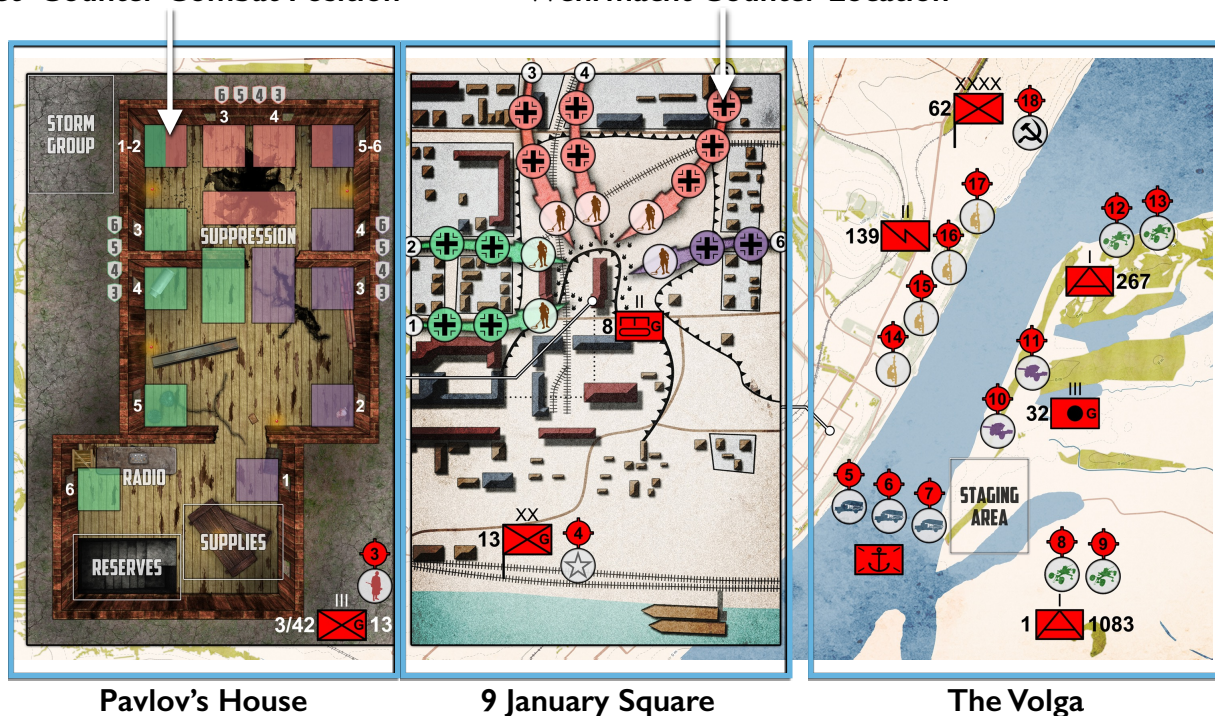 Counter Combat Position
Wehrmacht Counter Location
STORM
GROUP
6 5 4 3
3 4
1-2
5-6
3
6
5
SUPPRESSION
4
6
5
4
4
3
3
4
3
5
2
6
RADIO
1
SUPPLIES
RESERVES
3
III
3/42 G 13
Pavlov's House
3 4
2
6
1
II
8 G
XX
13 G
4
9 January Square
XXXX
62
18
17
12 13
II
139
16
I
267
15
14
11
10
III
32 G
5 6 7
STAGING
AREA
8 9
I
1 1083
The Volga